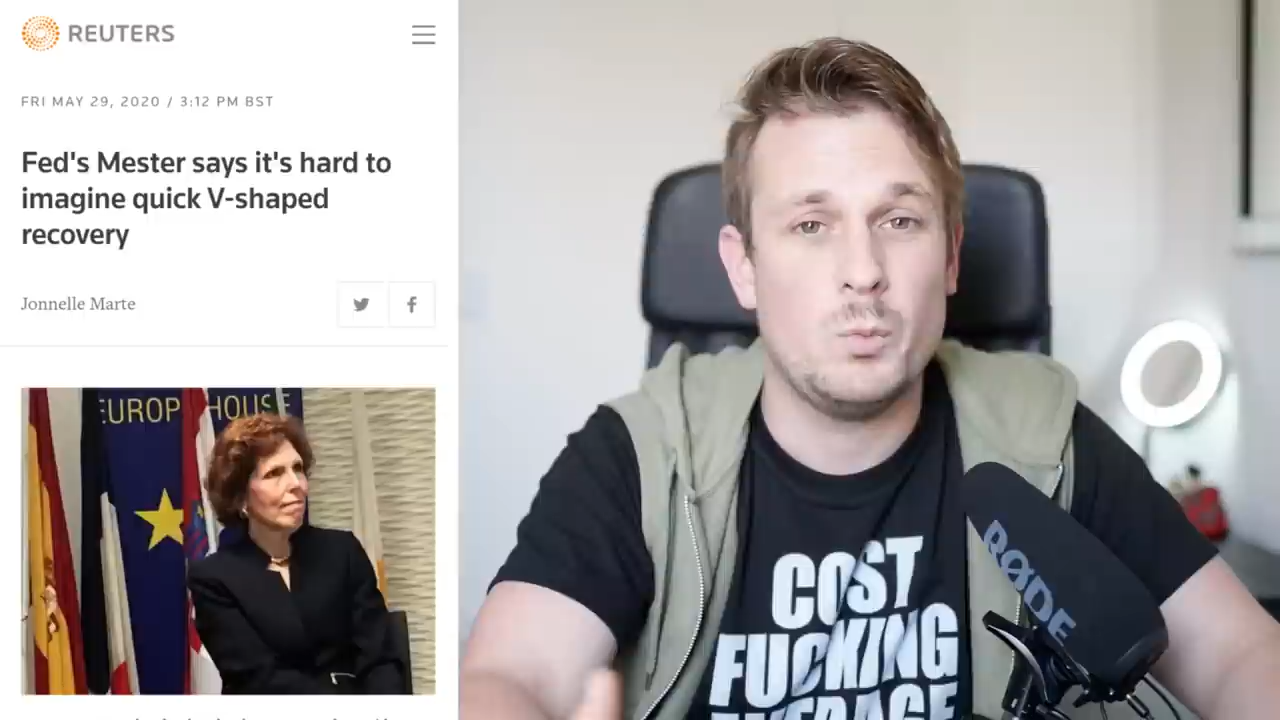 REUTERS
FRI MAY 29, 2020 / 3:12 PM BST
Fed's Mester says it's hard to
imagine quick V-shaped
recovery
Jonnelle Marte
EUROP HOUSE
COST
FUCKING
AVERAGE
RØDE